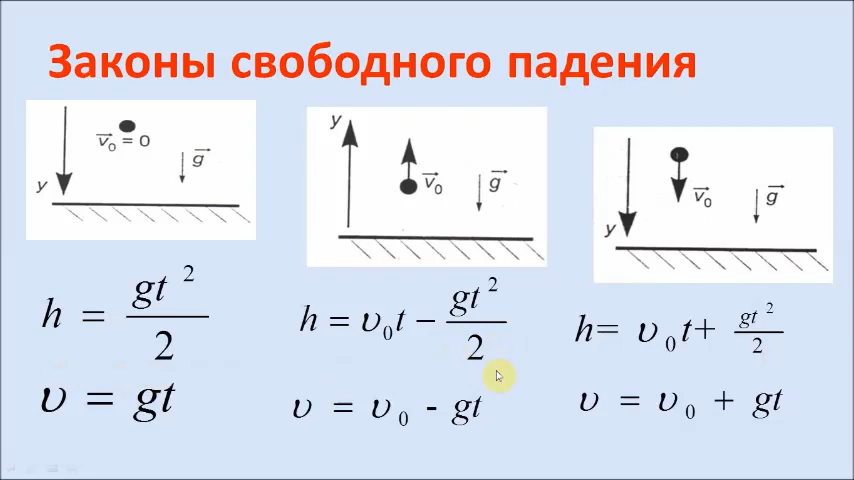 Законы свободного падения
y
v₀ = 0
g
y
v₀
g
y
v₀
g
h = gt²/2
υ = gt
h = υ₀t − gt²/2
υ = υ₀ - gt
h= υ₀t+ gt²/2
υ = υ₀ + gt